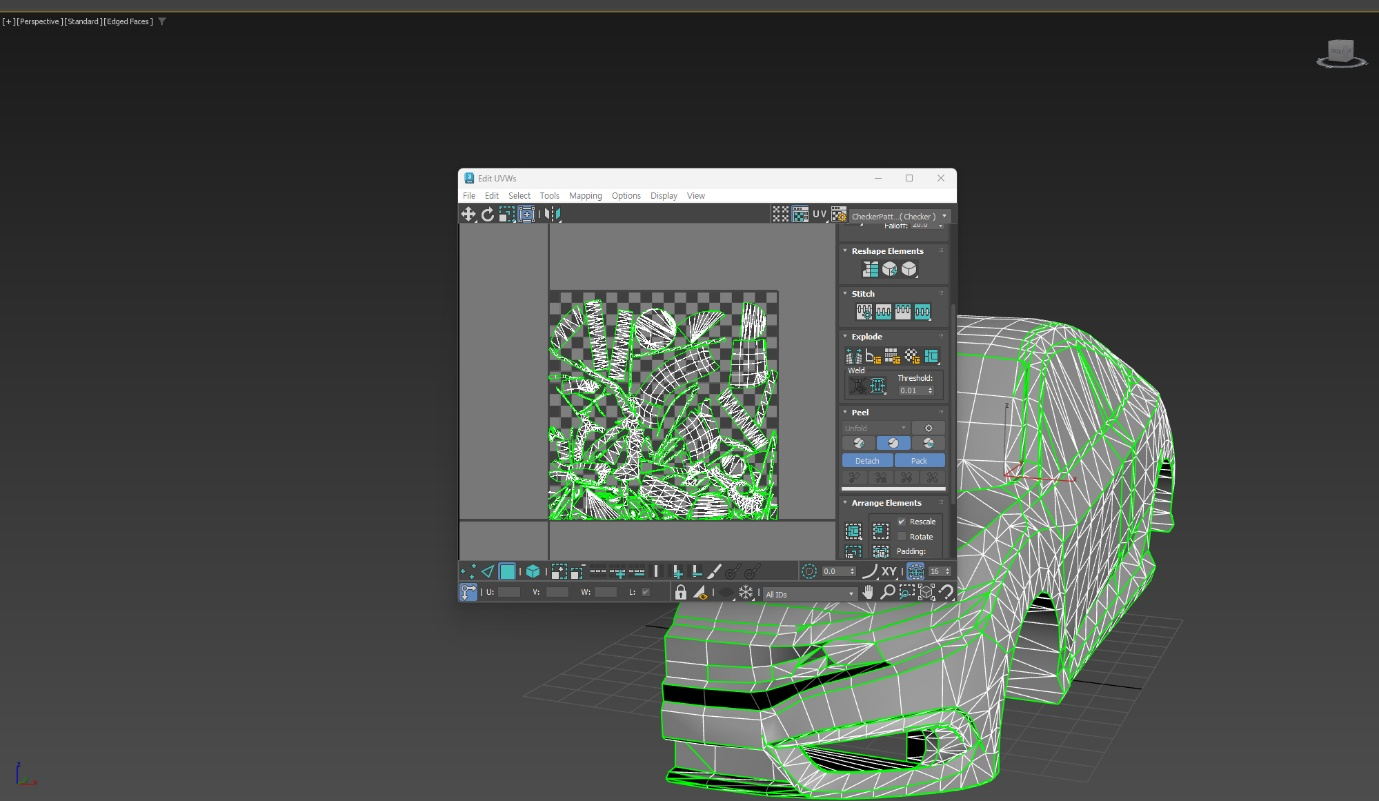 [+] [Perspective ] [Standard ] [Edged Faces ]
Edit UVWs
File Edit Select Tools Mapping Options Display View
UV
CheckerPatt...( Checker )
Falloff: 20.0
Reshape Elements
Stitch
Explode
Weld
Threshold:
0.01
Peel
Unfold
Detach Pack
Arrange Elements
Rescale
Rotate
Padding:
0.0 XY 16
U: V: W: L: All IDs
z
x